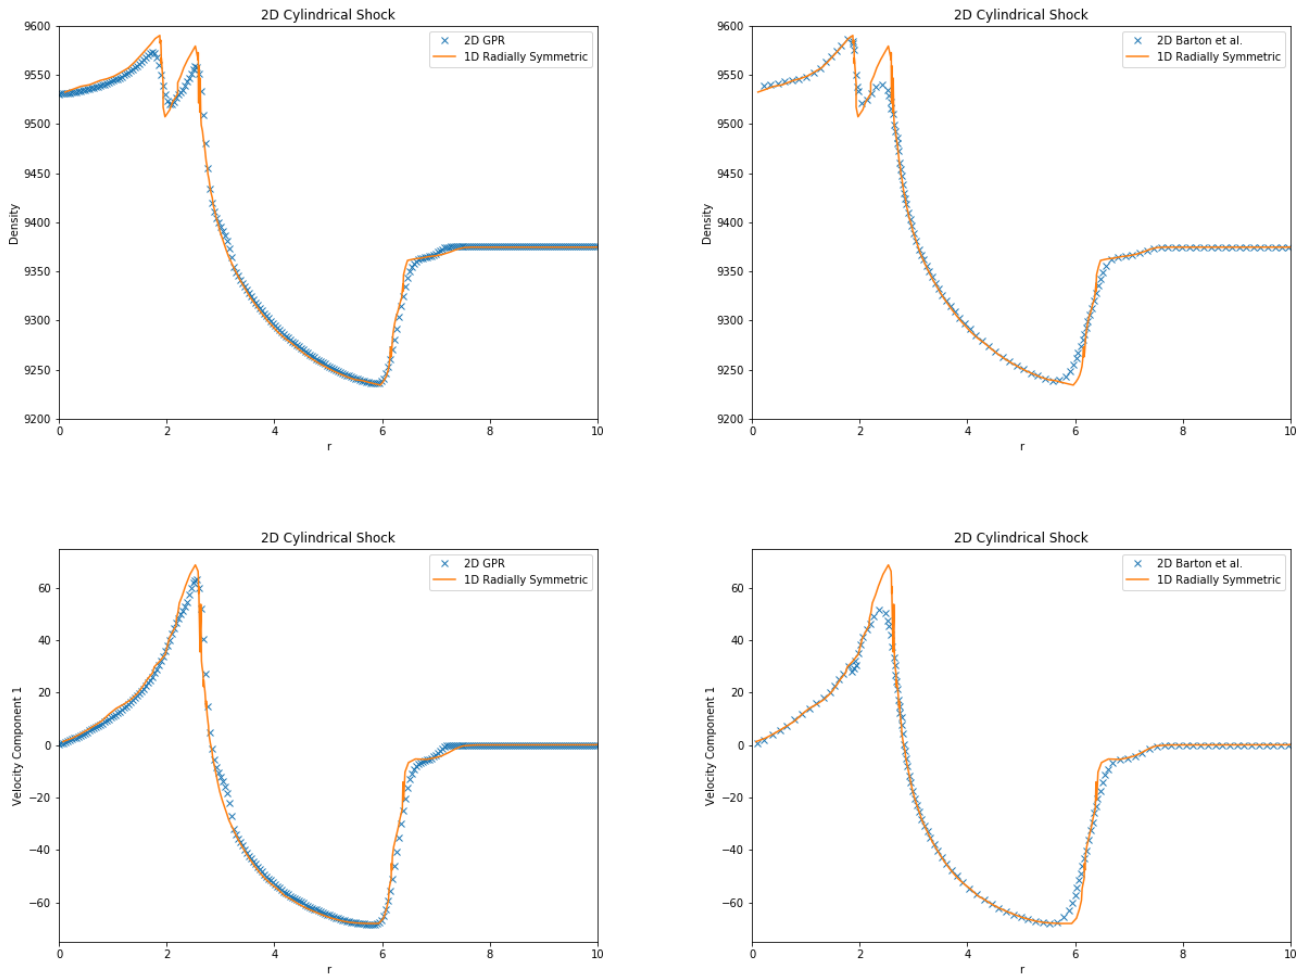 2D Cylindrical Shock
9600
9550
9500
9450
9400
9350
9300
9250
9200
Density
0 2 4 6 8 10
r
2D GPR
1D Radially Symmetric
2D Cylindrical Shock
9600
9550
9500
9450
9400
9350
9300
9250
9200
Density
0 2 4 6 8 10
r
2D Barton et al.
1D Radially Symmetric
2D Cylindrical Shock
60
40
20
0
−20
−40
−60
Velocity Component 1
0 2 4 6 8 10
r
2D GPR
1D Radially Symmetric
2D Cylindrical Shock
60
40
20
0
−20
−40
−60
Velocity Component 1
0 2 4 6 8 10
r
2D Barton et al.
1D Radially Symmetric